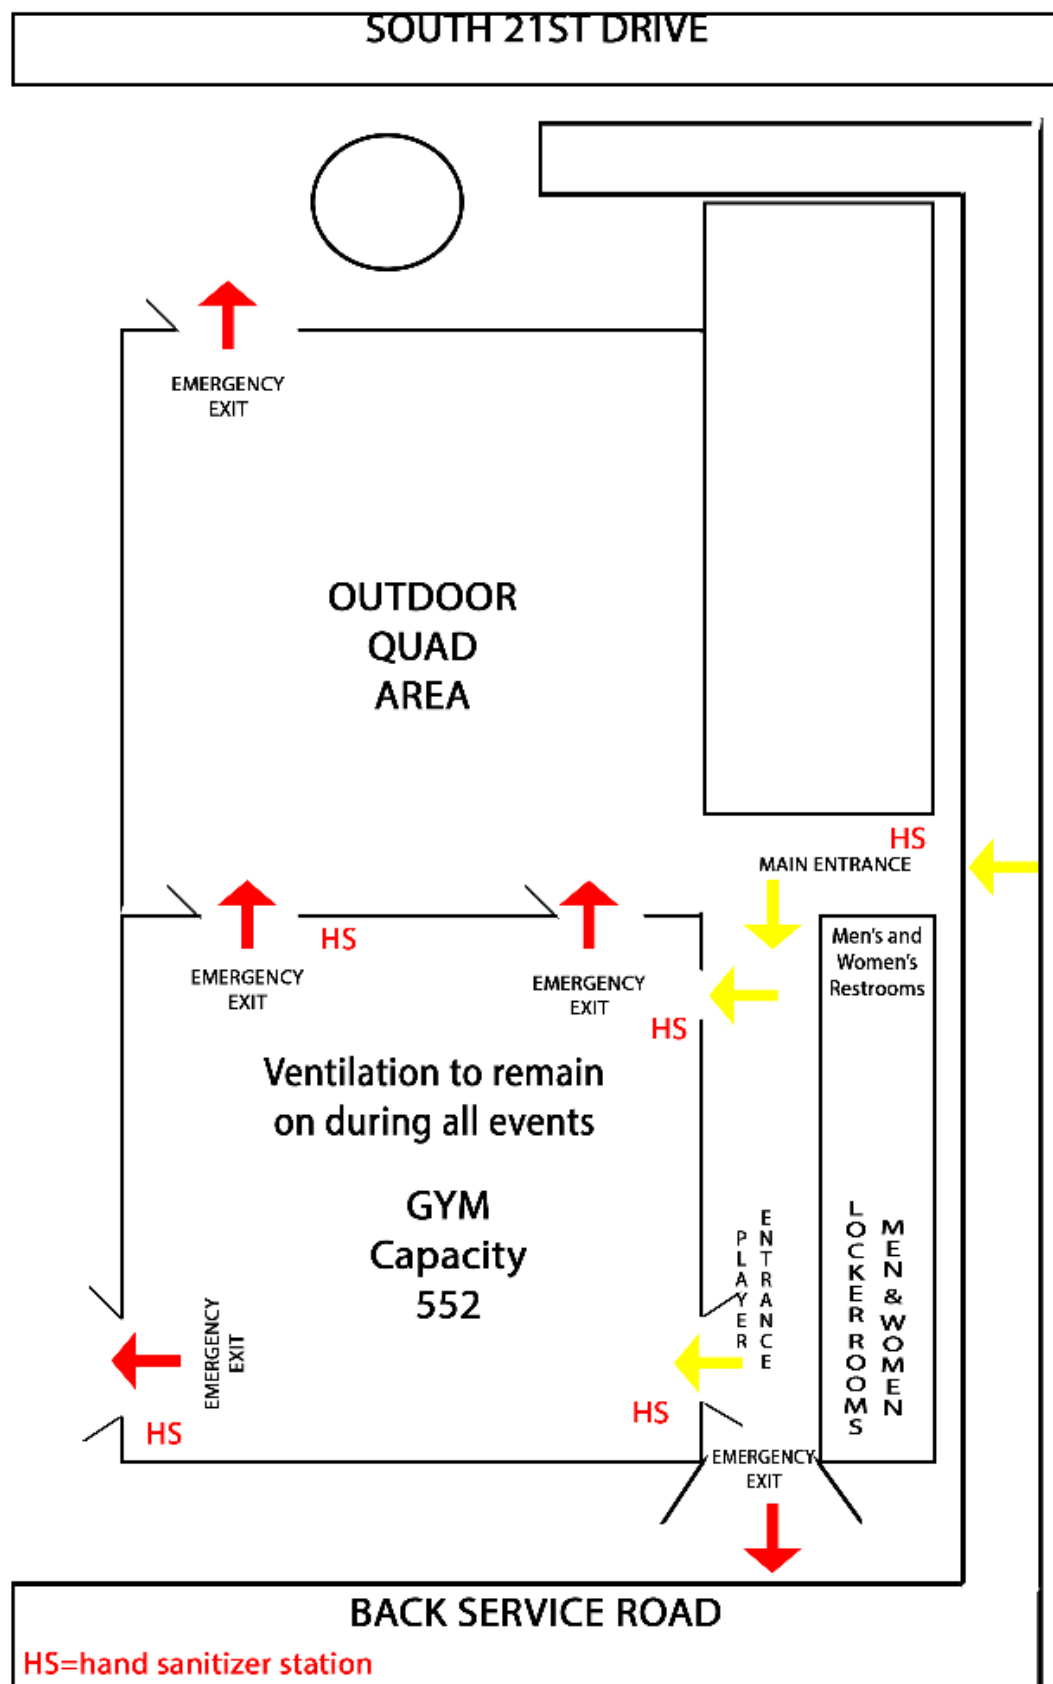 SOUTH 21ST DRIVE
EMERGENCY
EXIT
OUTDOOR
QUAD
AREA
HS
MAIN ENTRANCE
HS
EMERGENCY
EXIT
EMERGENCY
EXIT
HS
Men's and
Women's
Restrooms
Ventilation to remain
on during all events
GYM
Capacity
552
PLAYER
ENTRANCE
LOCKER ROOMS
MEN & WOMEN
EMERGENCY
EXIT
HS
HS
EMERGENCY
EXIT
BACK SERVICE ROAD
HS=hand sanitizer station